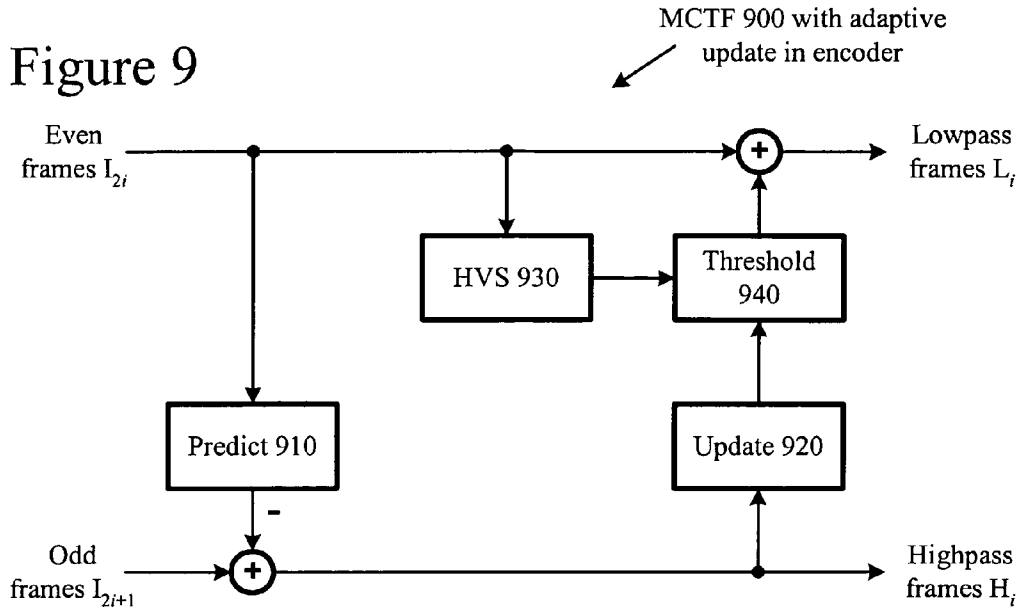 Figure 9
MCTF 900 with adaptive
update in encoder
Even
frames I2i
+
Lowpass
frames Li
HVS 930
Threshold
940
Predict 910
Update 920
-
Odd
frames I2i+1
+
Highpass
frames Hi